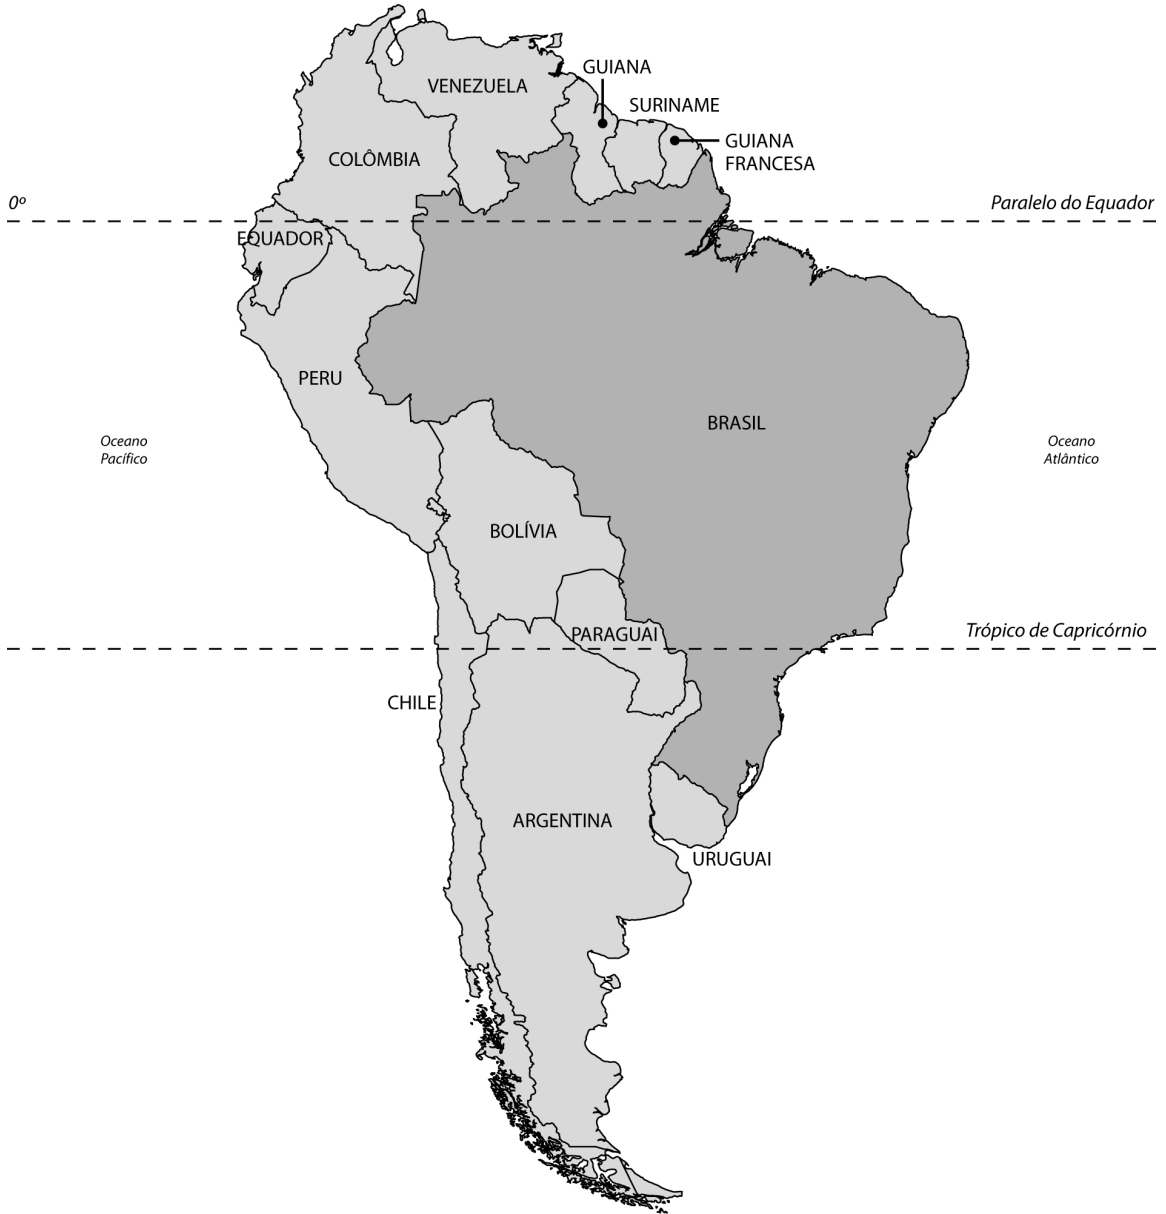 GUIANA
VENEZUELA
SURINAME
GUIANA
FRANCESA
COLÔMBIA
0º
Paralelo do Equador
EQUADOR
PERU
BRASIL
Oceano
Pacífico
Oceano
Atlântico
BOLÍVIA
Trópico de Capricórnio
PARAGUAI
CHILE
ARGENTINA
URUGUAI